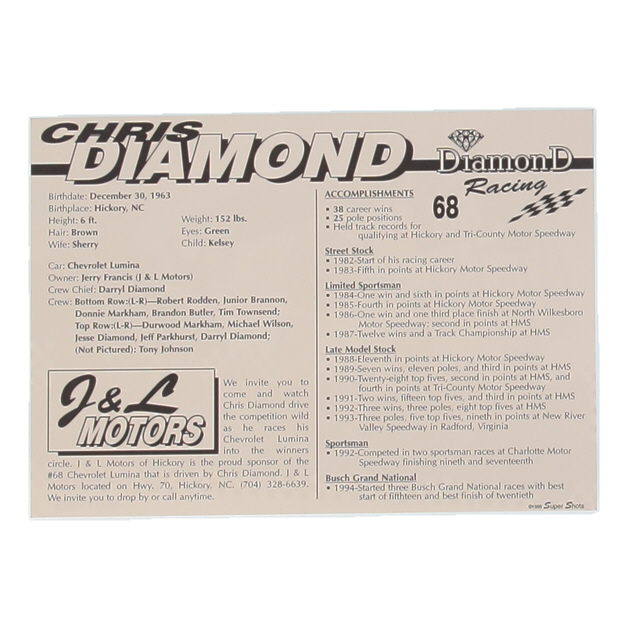 CHRIS
DIAMOND
DiamonD
Racing
68
Birthdate: December 30, 1963
Birthplace: Hickory, NC
Height: 6 ft. Weight: 152 lbs.
Hair: Brown Eyes: Green
Wife: Sherry Child: Kelsey
Car: Chevrolet Lumina
Owner: Jerry Francis (J & L Motors)
Crew Chief: Darryl Diamond
Crew: Bottom Row:(L-R)—Robert Rodden, Junior Brannon,
Donnie Markham, Brandon Butler, Tim Townsend;
Top Row:(L-R)—Durwood Markham, Michael Wilson,
Jesse Diamond, Jeff Parkhurst, Darryl Diamond;
(Not Pictured): Tony Johnson
J & L
MOTORS
We invite you to
come and watch
Chris Diamond drive
the competition wild
as he races his
Chevrolet Lumina
into the winners
circle. J & L Motors of Hickory is the proud sponsor of the
#68 Chevrolet Lumina that is driven by Chris Diamond. J & L
Motors located on Hwy. 70, Hickory, NC. (704) 328-6639.
We invite you to drop by or call anytime.
ACCOMPLISHMENTS
• 38 career wins
• 25 pole positions
• Held track records for
qualifying at Hickory and Tri-County Motor Speedway
Street Stock
• 1982-Start of his racing career
• 1983-Fifth in points at Hickory Motor Speedway
Limited Sportsman
• 1984-One win and sixth in points at Hickory Motor Speedway
• 1985-Fourth in points at Hickory Motor Speedway
• 1986-One win and one third place finish at North Wilkesboro
Motor Speedway; second in points at HMS
• 1987-Twelve wins and a Track Championship at HMS
Late Model Stock
• 1988-Eleventh in points at Hickory Motor Speedway
• 1989-Seven wins, eleven poles, and third in points at HMS
• 1990-Twenty-eight top fives, second in points at HMS, and
fourth in points at Tri-County Motor Speedway
• 1991-Two wins, fifteen top fives, and third in points at HMS
• 1992-Three wins, three poles, eight top fives at HMS
• 1993-Three poles, five top fives, nineth in points at New River
Valley Speedway in Radford, Virginia
Sportsman
• 1992-Competed in two sportsman races at Charlotte Motor
Speedway finishing nineth and seventeenth
Busch Grand National
• 1994-Started three Busch Grand National races with best
start of fifteenth and best finish of twentieth
Super Shots